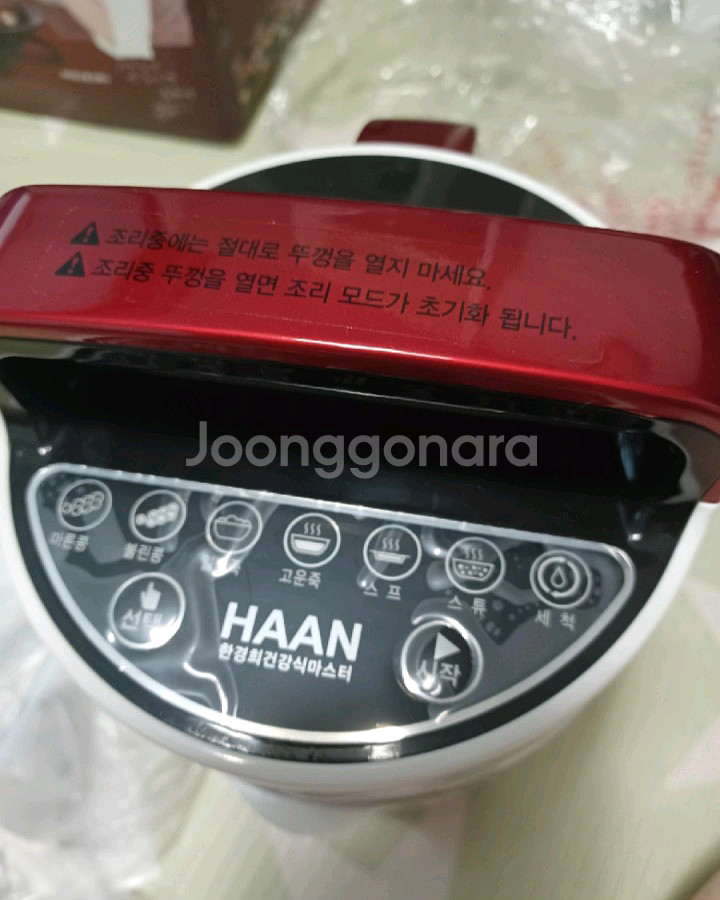 HAAN
⚠ 조리중에는 절대로 뚜껑을 열지 마세요.
⚠ 조리중 뚜껑을 열면 조리 모드가 초기화 됩니다.
Joonggonara
마른콩
불린콩
고운죽
스프
스튜
세척
선택
HAAN
한경희건강식마스터
시작